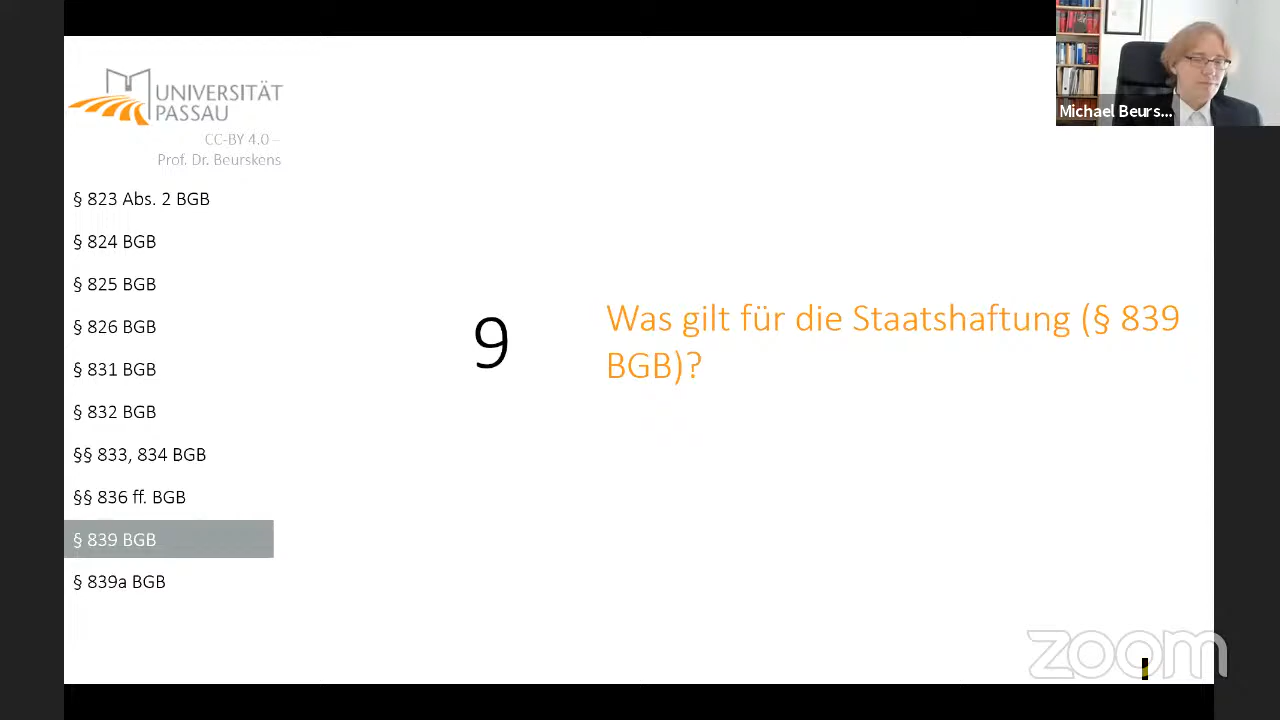 UNIVERSITÄT
PASSAU
CC-BY 4.0 –
Prof. Dr. Beurskens
Michael Beurs...
§ 823 Abs. 2 BGB
§ 824 BGB
§ 825 BGB
§ 826 BGB
§ 831 BGB
§ 832 BGB
§§ 833, 834 BGB
§§ 836 ff. BGB
§ 839 BGB
§ 839a BGB
9
Was gilt für die Staatshaftung (§ 839
BGB)?
zoom